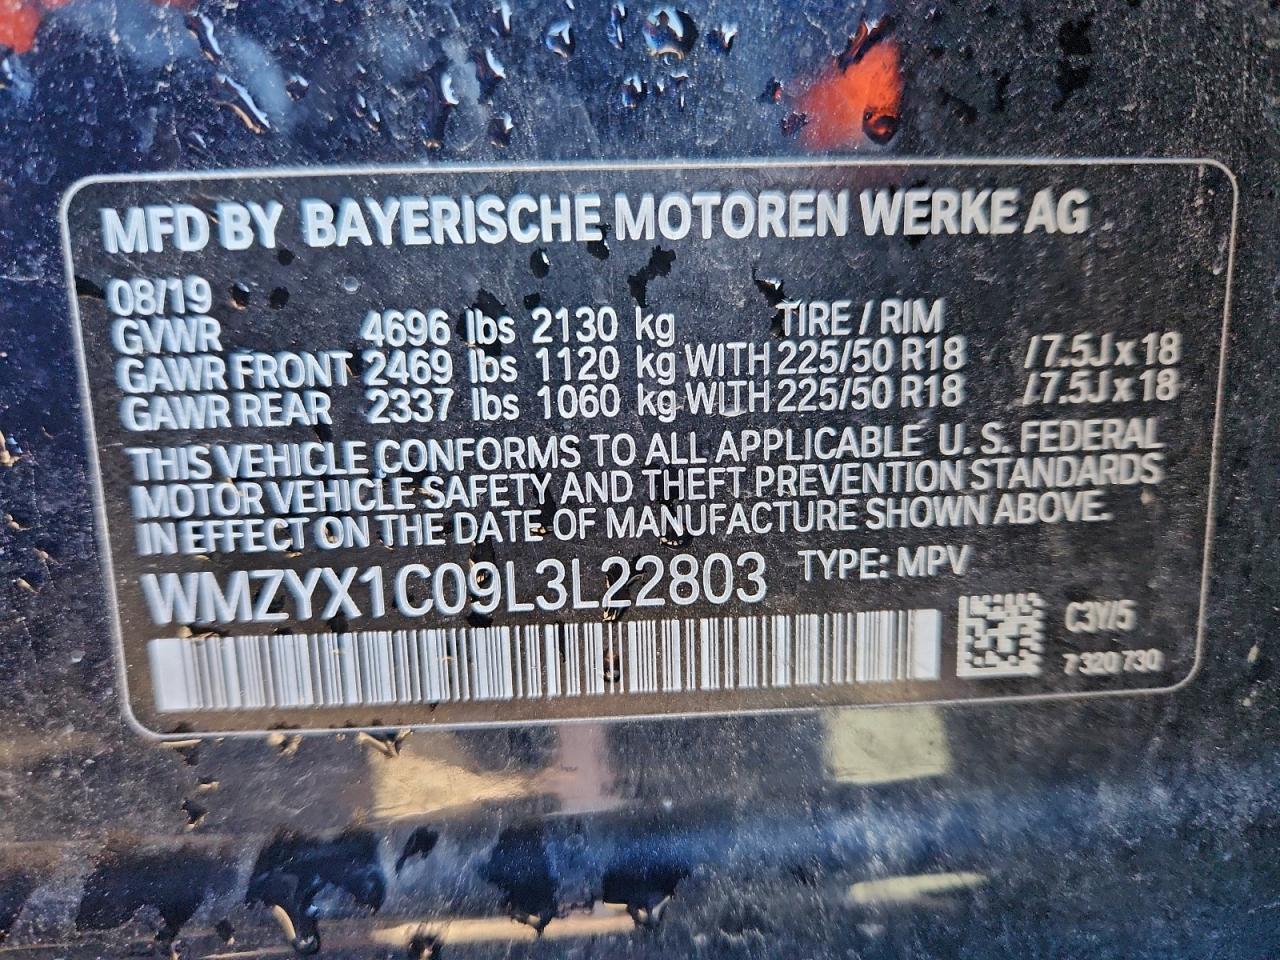 MFD BY BAYERISCHE MOTOREN WERKE AG
08/19
GVWR 4696 lbs 2130 kg TIRE / RIM
GAWR FRONT 2469 lbs 1120 kg WITH 225/50 R18 /7.5J x 18
GAWR REAR 2337 lbs 1060 kg WITH 225/50 R18 /7.5J x 18
THIS VEHICLE CONFORMS TO ALL APPLICABLE U. S. FEDERAL
MOTOR VEHICLE SAFETY AND THEFT PREVENTION STANDARDS
IN EFFECT ON THE DATE OF MANUFACTURE SHOWN ABOVE.
WMZYX1C09L3L22803 TYPE: MPV
C3Y/5
7 320 730